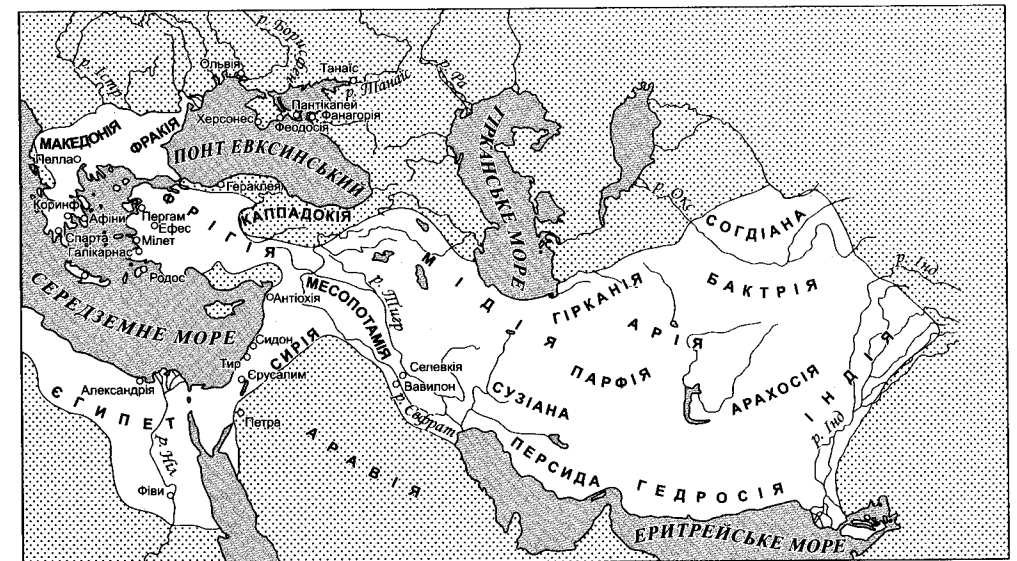 р. Істр
р. Борисфен
Ольвія
Танаїс
р. Танаїс
р. Ра
Пантікапей
Фанагорія
Херсонес
Феодосія
МАКЕДОНІЯ
ФРАКІЯ
Пелла
ПОНТ ЕВКСИНСЬКИЙ
ГІРКАНСЬКЕ МОРЕ
Гераклея
р. Окс
Коринф
Афіни
Пергам
Ефес
ФРІГІЯ
КАППАДОКІЯ
СОГДІАНА
Спарта
Мілет
Галікарнас
Родос
МІДІЯ
р. Інд
СЕРЕДЗЕМНЕ МОРЕ
Антіохія
МЕСОПОТАМІЯ
р. Тигр
ГІРКАНІЯ
БАКТРІЯ
АРІЯ
Сидон
СИРІЯ
Тир
Єрусалим
Селевкія
Вавилон
ПАРФІЯ
АРАХОСІЯ
ІНДІЯ
Александрія
ЄГИПЕТ
Петра
р. Євфрат
СУЗІАНА
р. Інд
р. Ніл
АРАВІЯ
ПЕРСИДА
ГЕДРОСІЯ
Фіви
ЕРИТРЕЙСЬКЕ МОРЕ